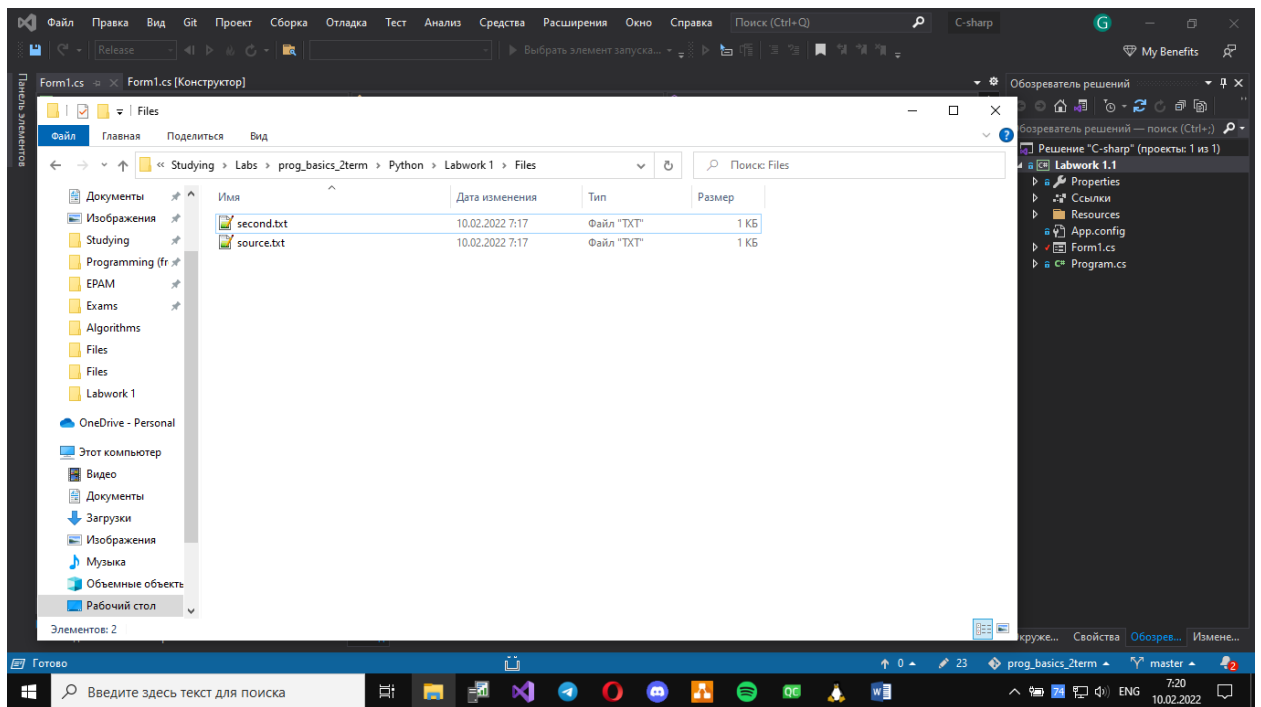 Файл Правка Вид Git Проект Сборка Отладка Тест Анализ Средства Расширения Окно Справка Поиск (Ctrl+Q) C-sharp G
Release Выбрать элемент запуска... My Benefits
Панель элементов
Form1.cs Form1.cs [Конструктор] Обозреватель решений
Files
Файл Главная Поделиться Вид
бозреватель решений — поиск (Ctrl+;)
« Studying > Labs > prog_basics_2term > Python > Labwork 1 > Files Поиск: Files
Решение "C-sharp" (проекты: 1 из 1)
Labwork 1.1
Properties
Ссылки
Resources
App.config
Form1.cs
C# Program.cs
Имя Дата изменения Тип Размер
second.txt 10.02.2022 7:17 Файл "TXT" 1 КБ
source.txt 10.02.2022 7:17 Файл "TXT" 1 КБ
Документы
Изображения
Studying
Programming (fr
EPAM
Exams
Algorithms
Files
Files
Labwork 1
OneDrive - Personal
Этот компьютер
Видео
Документы
Загрузки
Изображения
Музыка
Объемные объекты
Рабочий стол
Элементов: 2
круже... Свойства Обозрев... Измене...
Готово 0 23 prog_basics_2term master 2
Введите здесь текст для поиска QC 74 ENG 7:20
10.02.2022